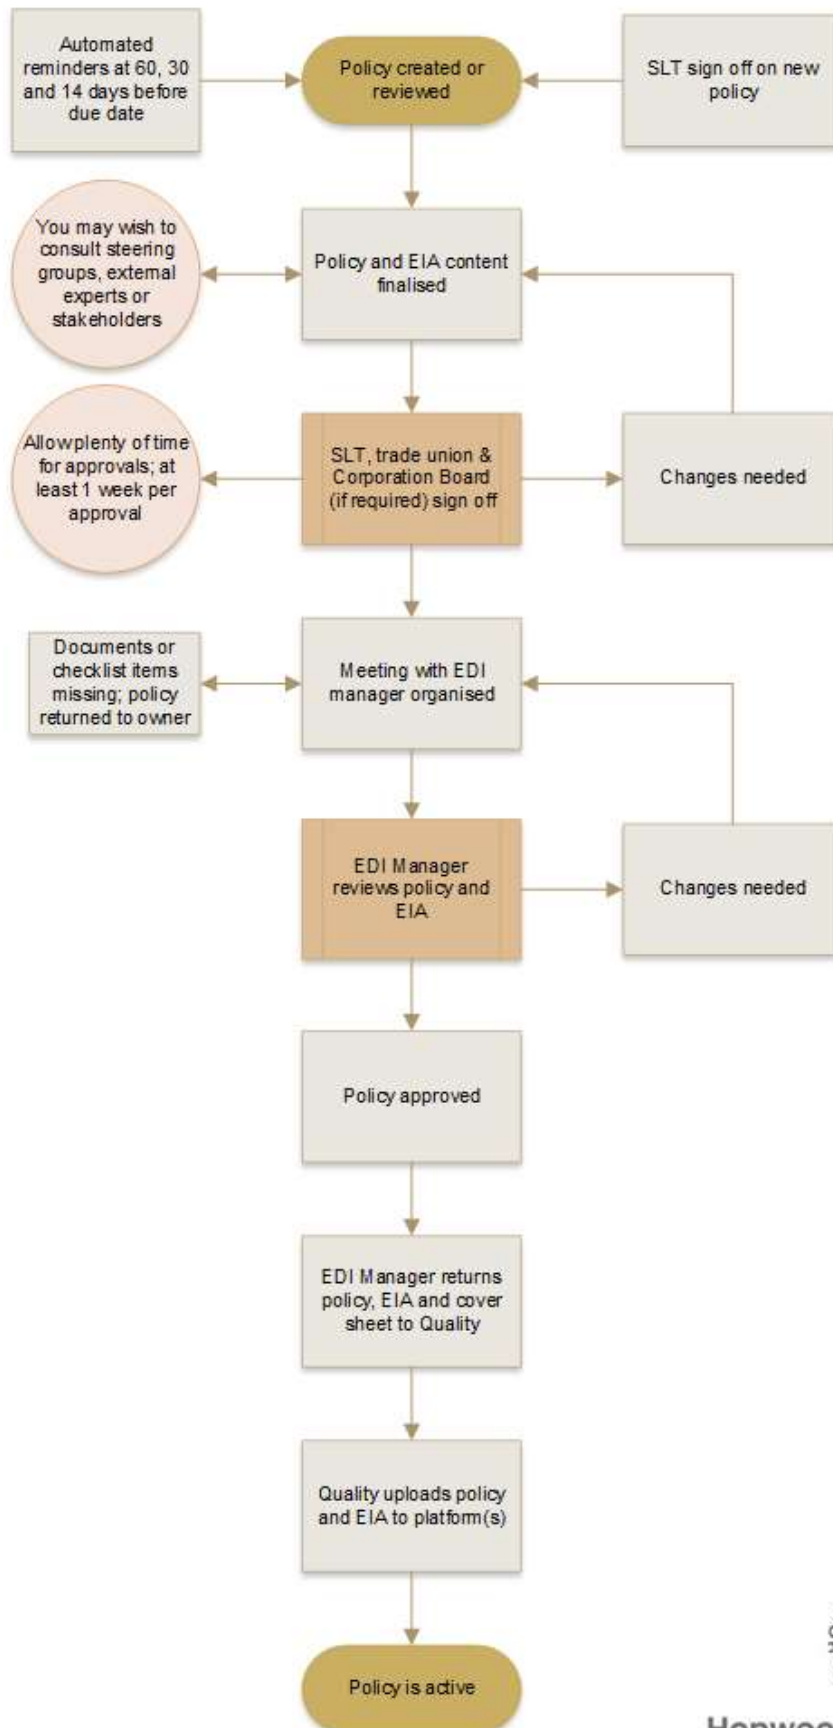 Automated
reminders at 60, 30
and 14 days before
due date
Policy created or
reviewed
SLT sign off on new
policy
You may wish to
consult steering
groups, external
experts or
stakeholders
Policy and EIA content
finalised
Allow plenty of time
for approvals; at
least 1 week per
approval
SLT, trade union &
Corporation Board
(if required) sign off
Changes needed
Documents or
checklist items
missing; policy
returned to owner
Meeting with EDI
manager organised
EDI Manager
reviews policy and
EIA
Changes needed
Policy approved
EDI Manager returns
policy, EIA and cover
sheet to Quality
Quality uploads policy
and EIA to platform(s)
Policy is active